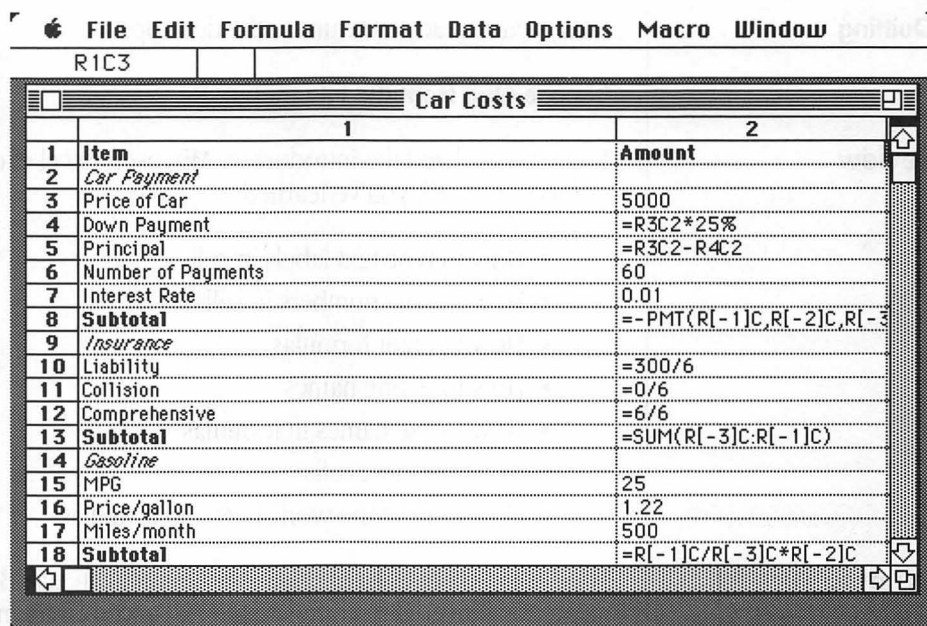 File Edit Formula Format Data Options Macro Window
R1C3
Car Costs
1 2
1 Item Amount
2 Car Payment
3 Price of Car 5000
4 Down Payment =R3C2*25%
5 Principal =R3C2-R4C2
6 Number of Payments 60
7 Interest Rate 0.01
8 Subtotal =-PMT(R[-1]C,R[-2]C,R[-3
9 Insurance
10 Liability =300/6
11 Collision =0/6
12 Comprehensive =6/6
13 Subtotal =SUM(R[-3]C:R[-1]C)
14 Gasoline
15 MPG 25
16 Price/gallon 1.22
17 Miles/month 500
18 Subtotal =R[-1]C/R[-3]C*R[-2]C